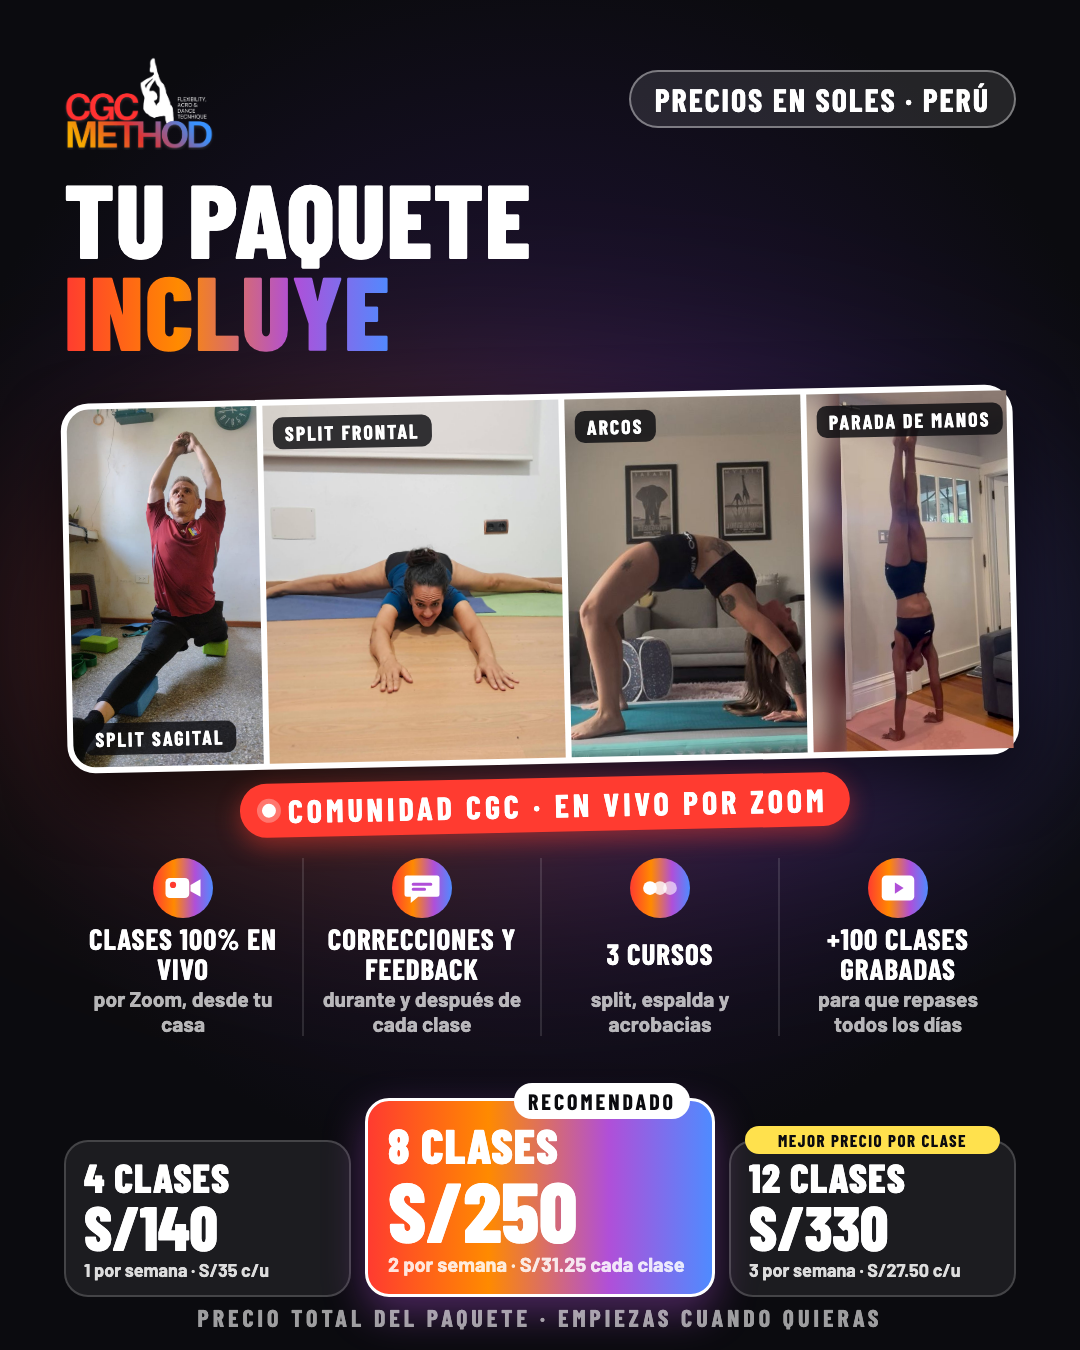 CGC
METHOD
FLEXIBILITY,
ACRO &
DANCE
TECNHIQUE
PRECIOS EN SOLES · PERÚ
TU PAQUETE
INCLUYE
SPLIT SAGITAL
SPLIT FRONTAL
ARCOS
PARADA DE MANOS
COMUNIDAD CGC · EN VIVO POR ZOOM
CLASES 100% EN
VIVO
por Zoom, desde tu
casa
CORRECCIONES Y
FEEDBACK
durante y después de
cada clase
3 CURSOS
split, espalda y
acrobacias
+100 CLASES
GRABADAS
para que repases
todos los días
4 CLASES
S/140
1 por semana · S/35 c/u
RECOMENDADO
8 CLASES
S/250
2 por semana · S/31.25 cada clase
MEJOR PRECIO POR CLASE
12 CLASES
S/330
3 por semana · S/27.50 c/u
PRECIO TOTAL DEL PAQUETE · EMPIEZAS CUANDO QUIERAS